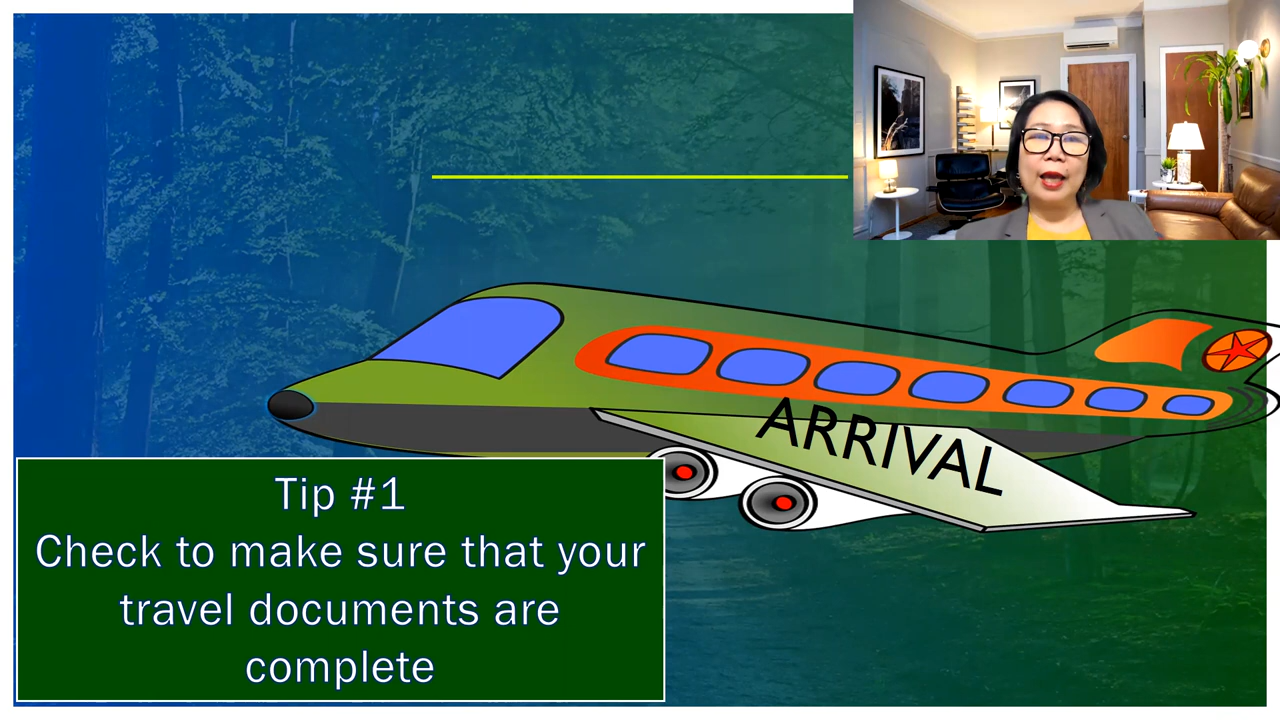 ARRIVAL
Tip #1
Check to make sure that your
travel documents are
complete